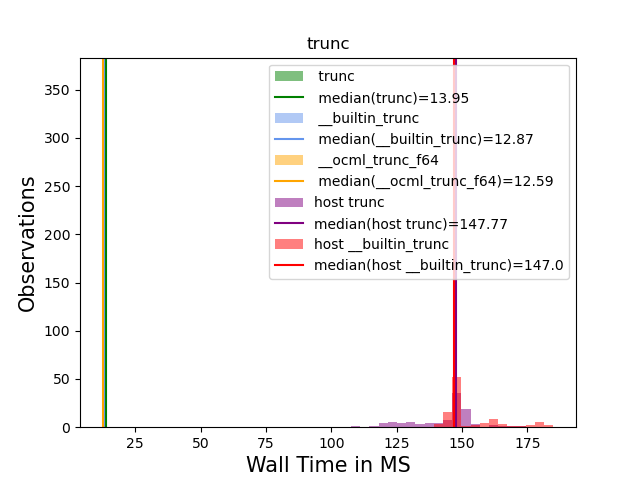 trunc
Observations
350
300
250
200
150
100
50
0
trunc
median(trunc)=13.95
__builtin_trunc
median(__builtin_trunc)=12.87
__ocml_trunc_f64
median(__ocml_trunc_f64)=12.59
host trunc
median(host trunc)=147.77
host __builtin_trunc
median(host __builtin_trunc)=147.0
25 50 75 100 125 150 175
Wall Time in MS